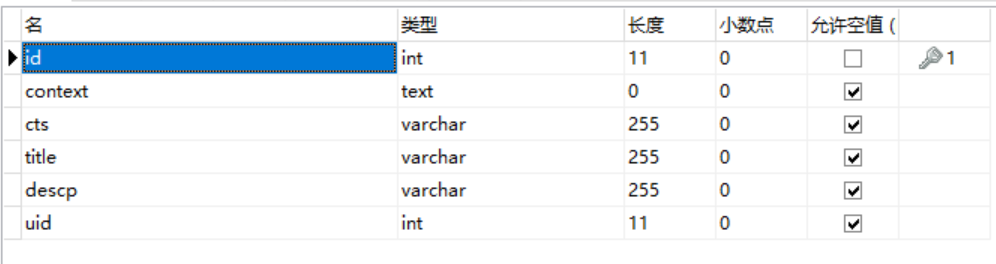 名 类型 长度 小数点 允许空值 (
id int 11 0 1
context text 0 0
cts varchar 255 0
title varchar 255 0
descp varchar 255 0
uid int 11 0